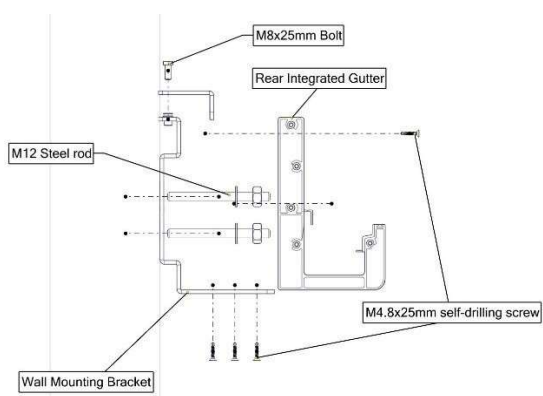 M8x25mm Bolt
Rear Integrated Gutter
M12 Steel rod
M4.8x25mm self-drilling screw
Wall Mounting Bracket